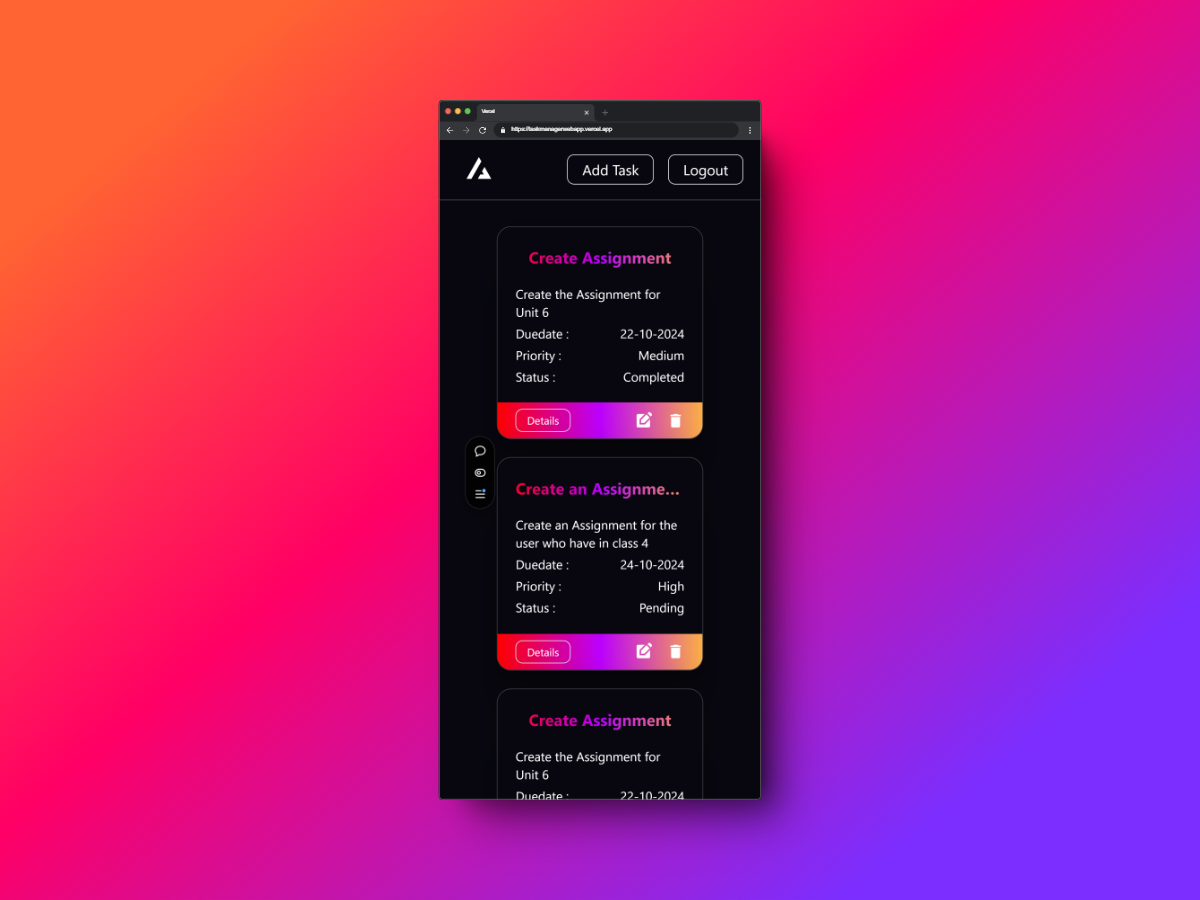 Vercel
https://taskmanagerwebapp.vercel.app
Add Task
Logout
Create Assignment
Create the Assignment for
Unit 6
Duedate : 22-10-2024
Priority : Medium
Status : Completed
Details
Create an Assignme...
Create an Assignment for the
user who have in class 4
Duedate : 24-10-2024
Priority : High
Status : Pending
Details
Create Assignment
Create the Assignment for
Unit 6
Duedate : 22-10-2024